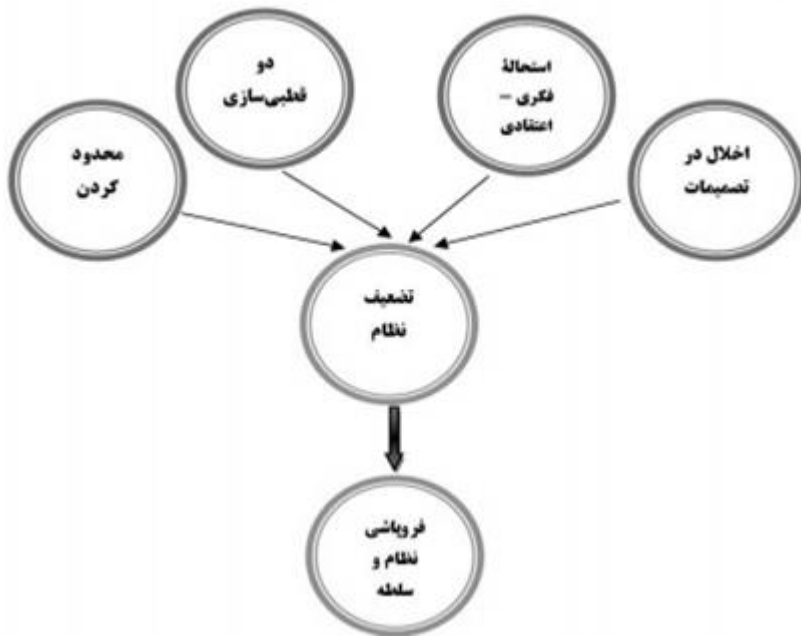 اخلال در
تصمیمات
استحالهٔ
فکری –
اعتقادی
دو
قطبی‌سازی
محدود
کردن
تضعیف
نظام
فروپاشی
نظام و
سلطه